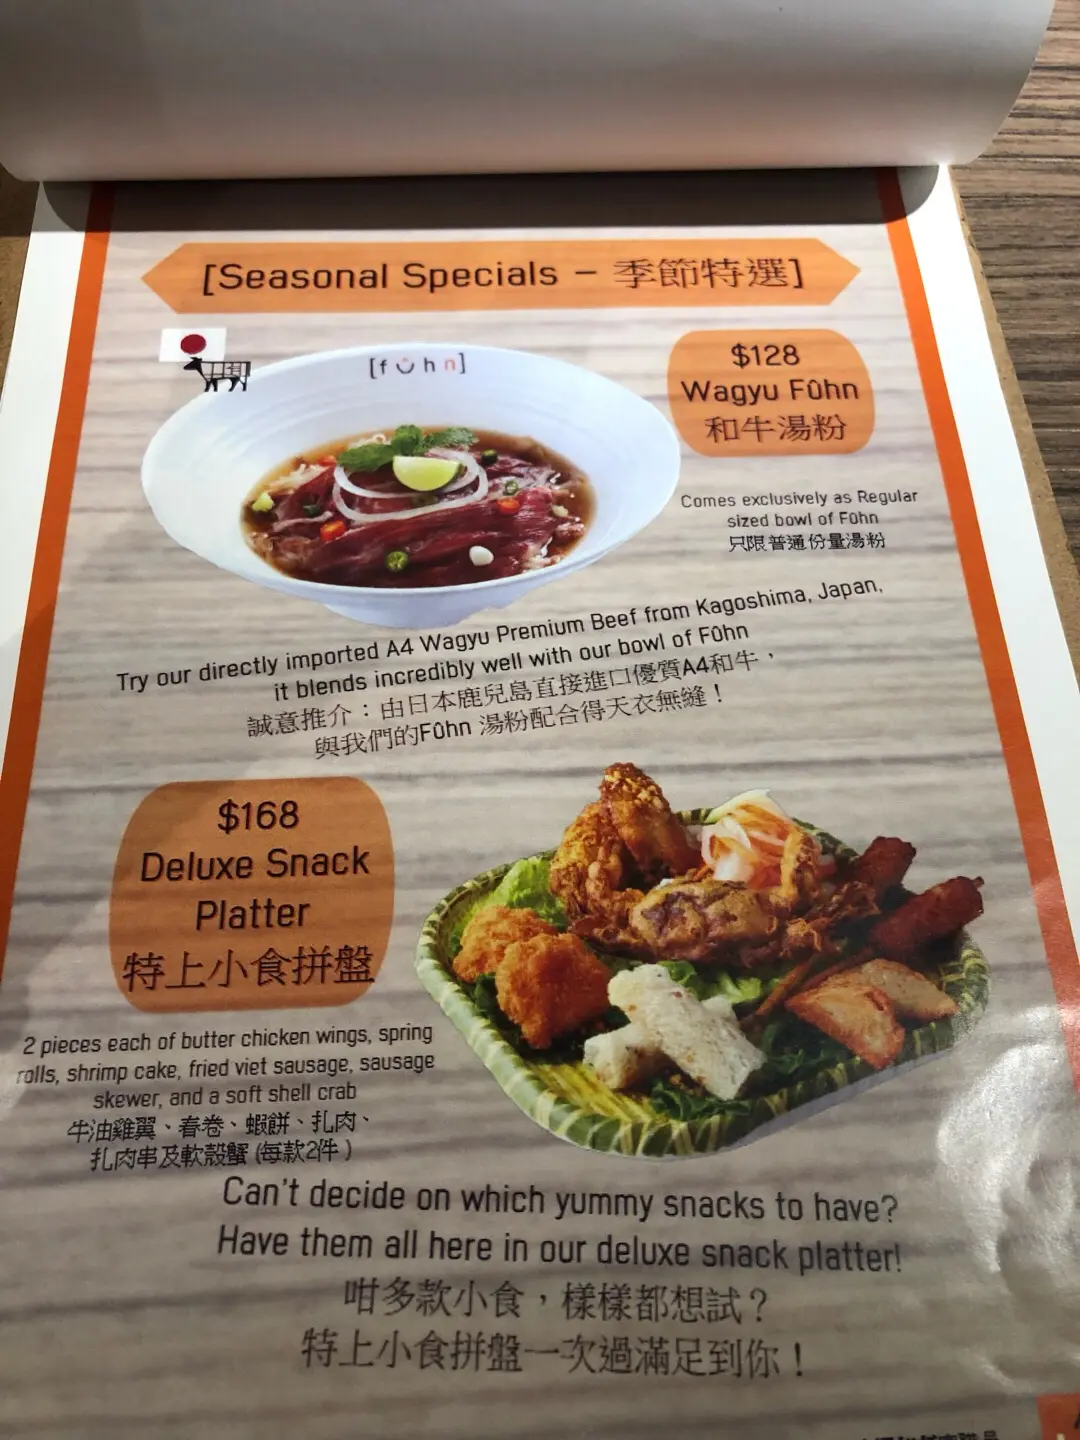 [Seasonal Specials – 季節特選]
[fûhn]
$128
Wagyu Fûhn
和牛湯粉
Comes exclusively as Regular
sized bowl of Fûhn
只限普通份量湯粉
Try our directly imported A4 Wagyu Premium Beef from Kagoshima, Japan,
it blends incredibly well with our bowl of Fûhn
誠意推介：由日本鹿兒島直接進口優質A4和牛，
與我們的Fûhn 湯粉配合得天衣無縫！
$168
Deluxe Snack
Platter
特上小食拼盤
2 pieces each of butter chicken wings, spring
rolls, shrimp cake, fried viet sausage, sausage
skewer, and a soft shell crab
牛油雞翼、春卷、蝦餅、扎肉、
扎肉串及軟殼蟹 (每款2件)
Can't decide on which yummy snacks to have?
Have them all here in our deluxe snack platter!
咁多款小食，樣樣都想試？
特上小食拼盤一次過滿足到你！